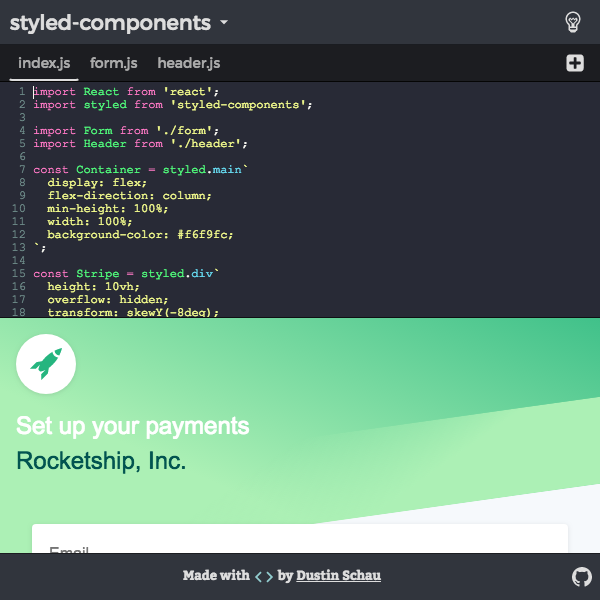 styled-components
index.js form.js header.js
1 import React from 'react';
2 import styled from 'styled-components';
3
4 import Form from './form';
5 import Header from './header';
6
7 const Container = styled.main`
8 display: flex;
9 flex-direction: column;
10 min-height: 100%;
11 width: 100%;
12 background-color: #f6f9fc;
13 `;
14
15 const Stripe = styled.div`
16 height: 10vh;
17 overflow: hidden;
18 transform: skewY(-8deg);
Set up your payments
Rocketship, Inc.
Email
Made with <> by Dustin Schau